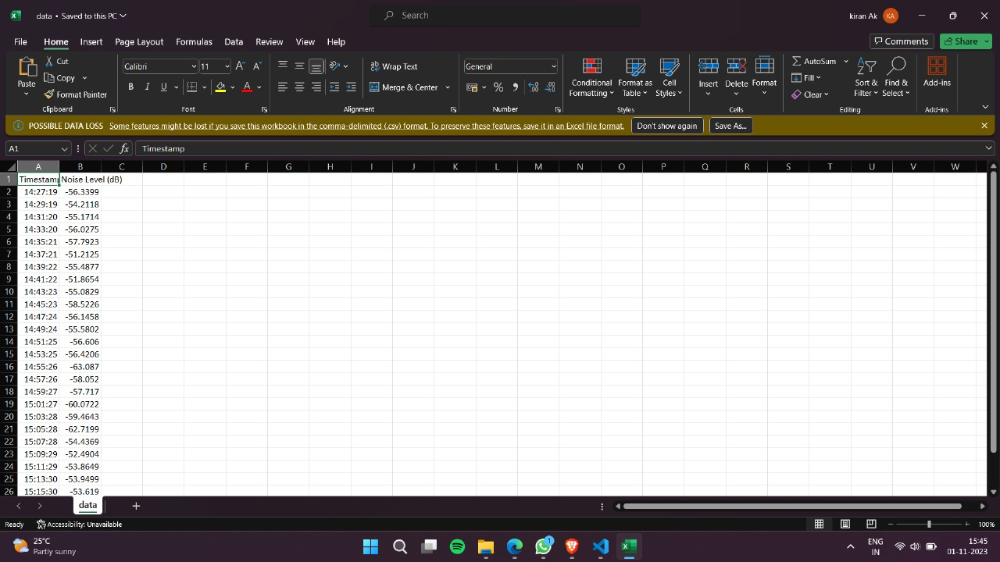 data • Saved to this PC
Search
kiran Ak KA
File Home Insert Page Layout Formulas Data Review View Help
Comments Share
Paste
Cut
Copy
Format Painter
Clipboard
Calibri 11
B I U
Font
Wrap Text
Merge & Center
Alignment
General
Number
Conditional Formatting
Format as Table
Cell Styles
Styles
Insert Delete Format
Cells
AutoSum
Fill
Clear
Sort & Filter
Find & Select
Editing
Add-ins
Add-ins
POSSIBLE DATA LOSS Some features might be lost if you save this workbook in the comma-delimited (.csv) format. To preserve these features, save it in an Excel file format. Don't show again Save As...
A1 fx Timestamp
A B C D E F G H I J K L M N O P Q R S T U V W
1 Timestamp Noise Level (dB)
2 14:27:19 -56.3399
3 14:29:19 -54.2118
4 14:31:20 -55.1714
5 14:33:20 -56.0275
6 14:35:21 -57.7923
7 14:37:21 -51.2125
8 14:39:22 -55.4877
9 14:41:22 -51.8654
10 14:43:23 -55.0829
11 14:45:23 -58.5226
12 14:47:24 -56.1458
13 14:49:24 -55.5802
14 14:51:25 -56.606
15 14:53:25 -56.4206
16 14:55:26 -63.087
17 14:57:26 -58.052
18 14:59:27 -57.717
19 15:01:27 -60.0722
20 15:03:28 -59.4643
21 15:05:28 -62.7199
22 15:07:28 -54.4369
23 15:09:29 -52.4904
24 15:11:29 -53.8649
25 15:13:30 -53.9499
26 15:15:30 -53.619
data
Ready Accessibility: Unavailable 100%
25°C
Partly sunny
1
ENG
IN
15:45
01-11-2023